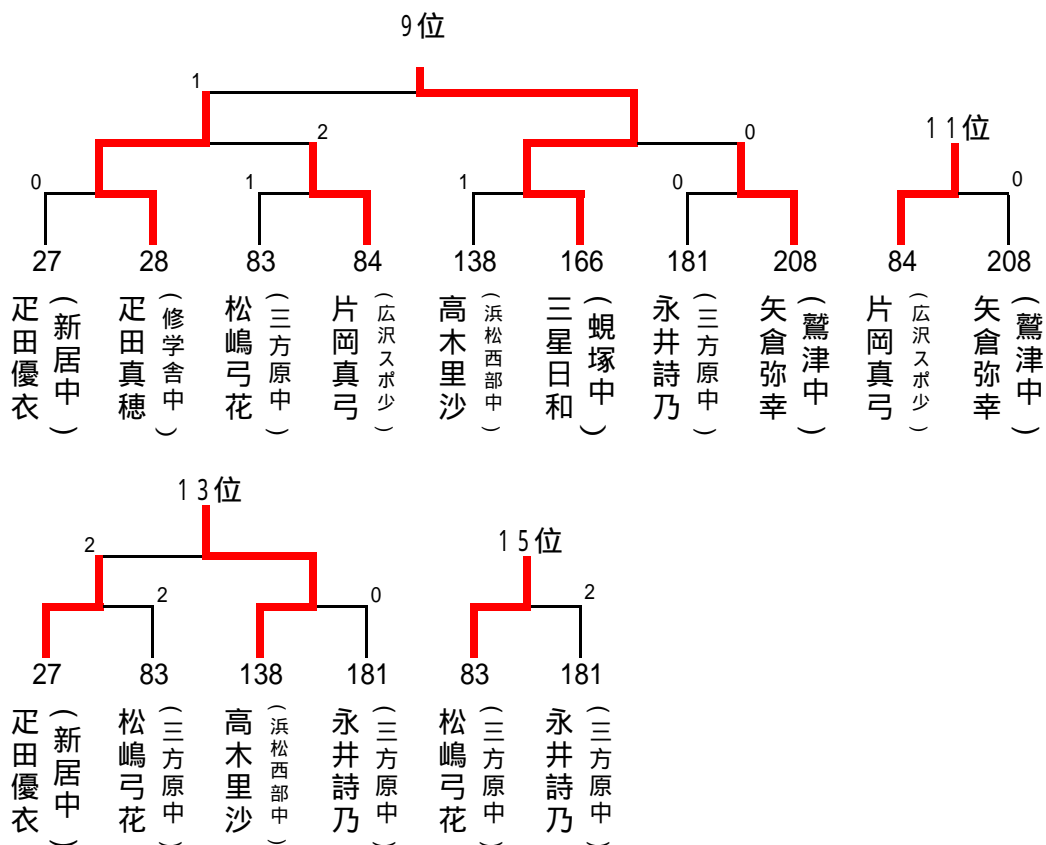 9位
1
2
0
11位
0
1
1
0
0
27
28
83
84
138
166
181
208
84
208
疋田優衣
(新居中)
疋田真穂
(修学舎中)
松嶋弓花
(三方原中)
片岡真弓
(広沢スポ少)
高木里沙
(浜松西部中)
三星日和
(蜆塚中)
永井詩乃
(三方原中)
矢倉弥幸
(鷲津中)
片岡真弓
(広沢スポ少)
矢倉弥幸
(鷲津中)
13位
2
15位
2
0
2
27
83
138
181
83
181
疋田優衣
(新居中)
松嶋弓花
(三方原中)
高木里沙
(浜松西部中)
永井詩乃
(三方原中)
松嶋弓花
(三方原中)
永井詩乃
(三方原中)